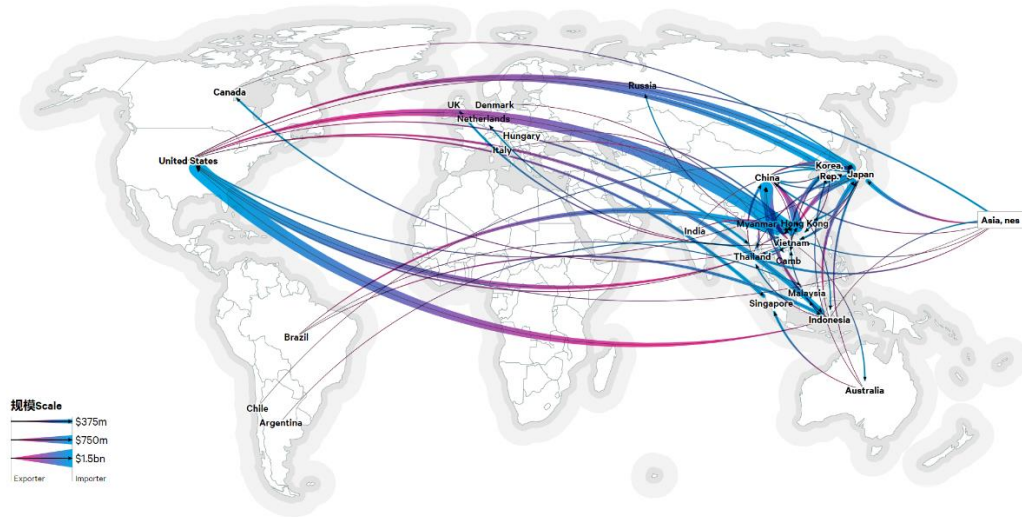 Canada
Russia
UK
Denmark
Netherlands
Hungary
Italy
United States
Korea,
Rep.
Japan
China
Myanmar
Hong Kong
India
Vietnam
Asia, nes
Thailand
Camb
Malaysia
Singapore
Indonesia
Brazil
Australia
Chile
Argentina
规模Scale
$375m
$750m
$1.5bn
Exporter
Importer